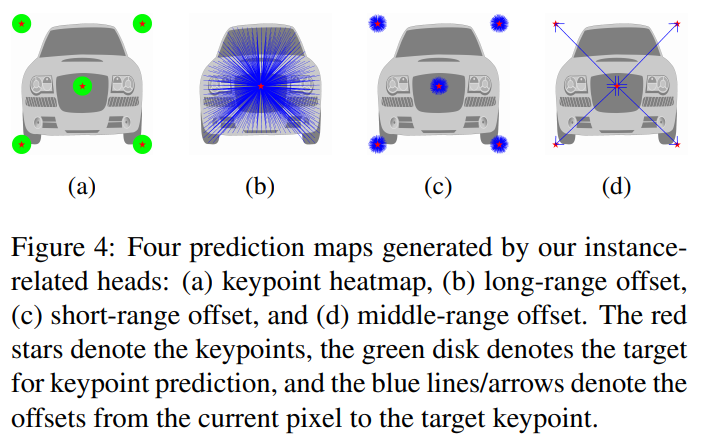 (a) (b) (c) (d)
Figure 4: Four prediction maps generated by our instance-
related heads: (a) keypoint heatmap, (b) long-range offset,
(c) short-range offset, and (d) middle-range offset. The red
stars denote the keypoints, the green disk denotes the target
for keypoint prediction, and the blue lines/arrows denote the
offsets from the current pixel to the target keypoint.